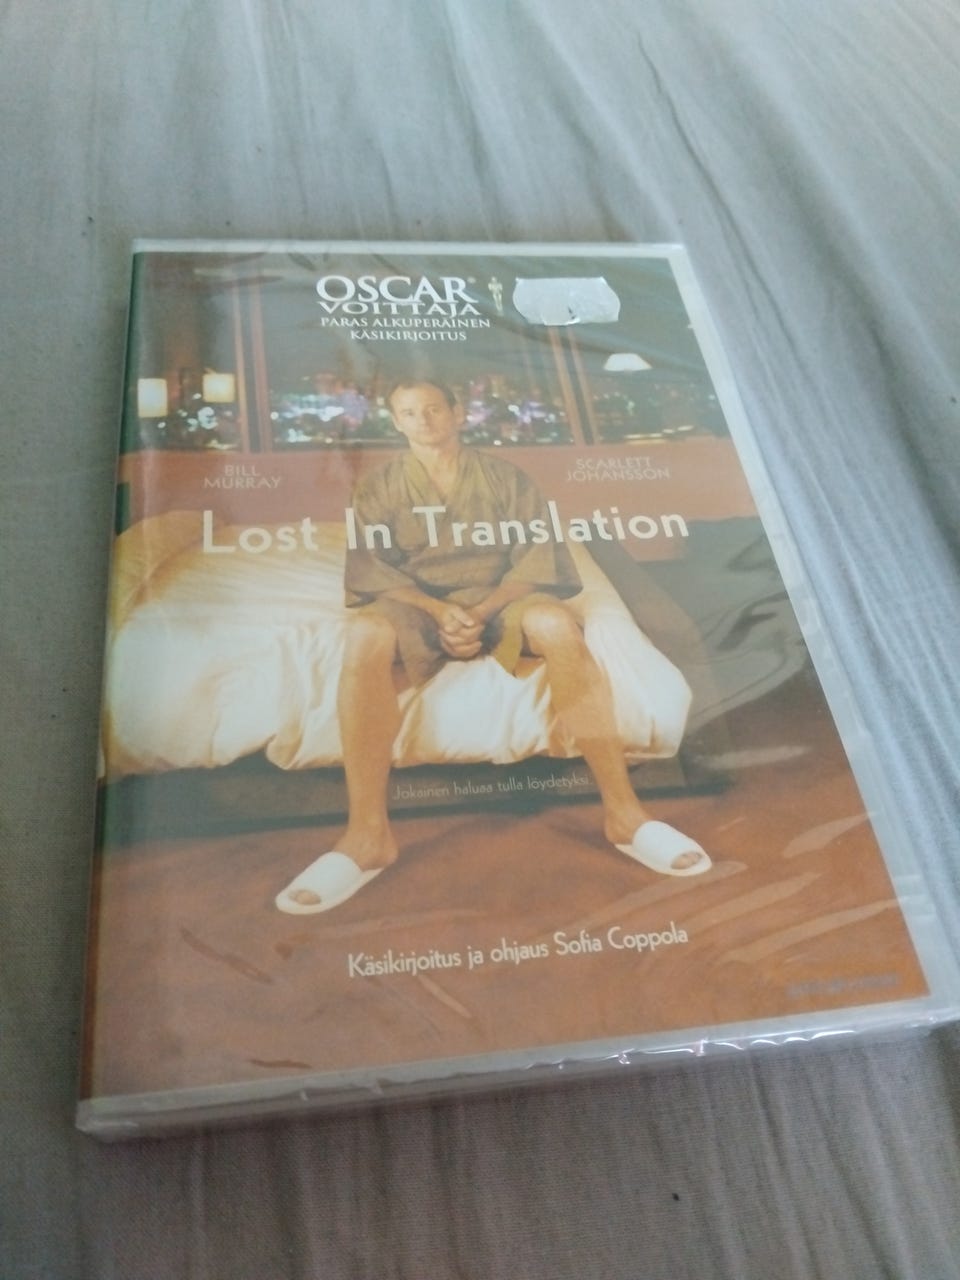 OSCAR®
VOITTAJA
PARAS ALKUPERÄINEN
KÄSIKIRJOITUS
BILL
MURRAY
SCARLETT
JOHANSSON
Lost In Translation
Jokainen haluaa tulla löydetyksi.
Käsikirjoitus ja ohjaus Sofia Coppola